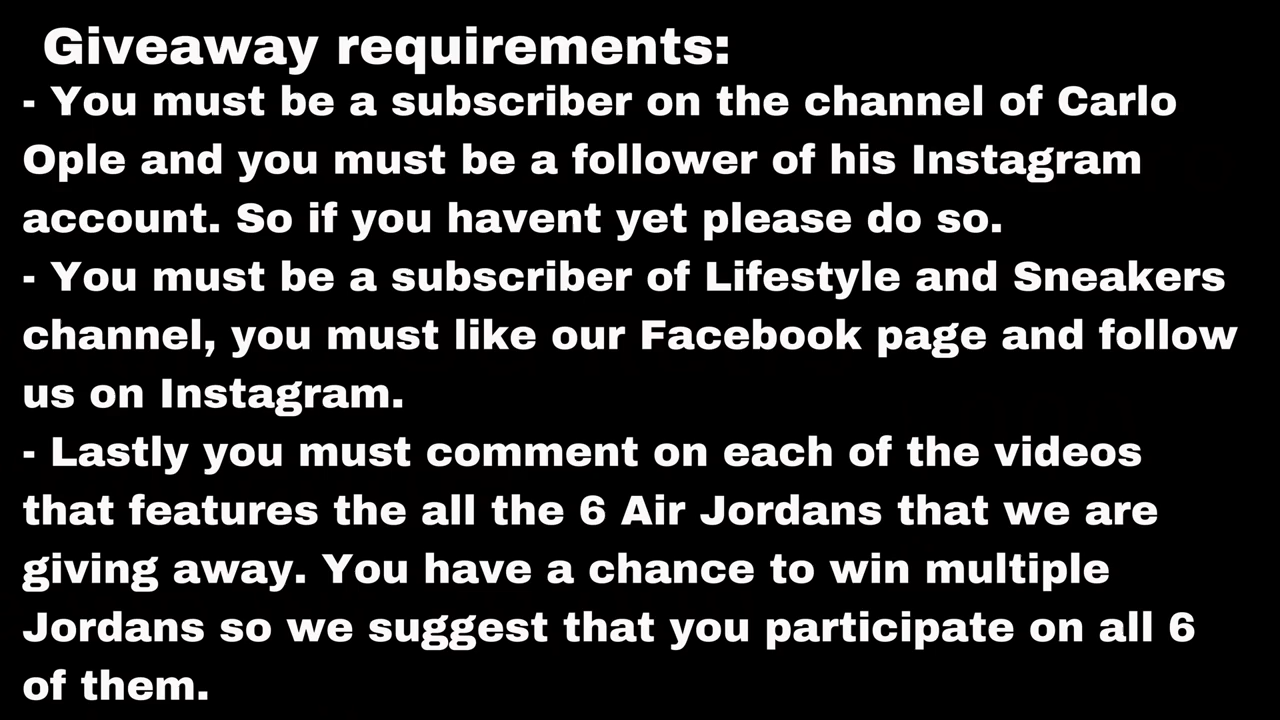 Giveaway requirements:
- You must be a subscriber on the channel of Carlo
Ople and you must be a follower of his Instagram
account. So if you havent yet please do so.
- You must be a subscriber of Lifestyle and Sneakers
channel, you must like our Facebook page and follow
us on Instagram.
- Lastly you must comment on each of the videos
that features the all the 6 Air Jordans that we are
giving away. You have a chance to win multiple
Jordans so we suggest that you participate on all 6
of them.